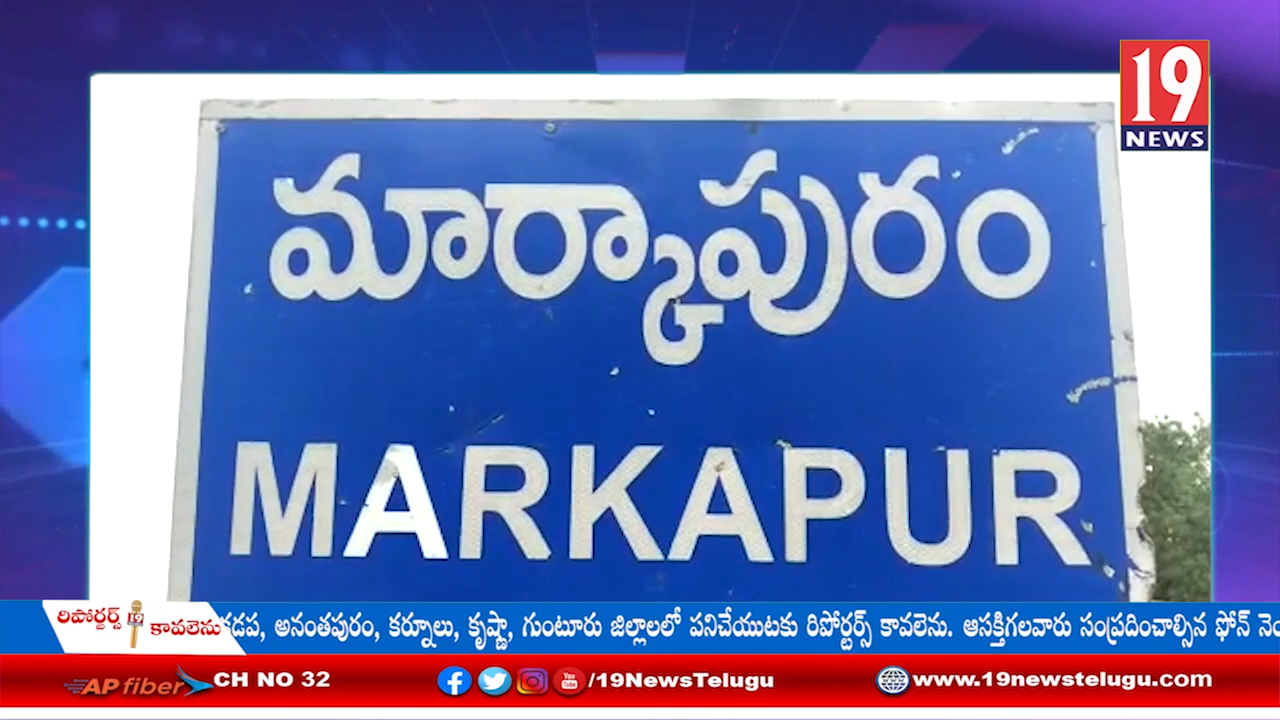 19
NEWS
మార్కాపురం
MARKAPUR
రిపోర్టర్స్
19
కావలెను
కడప, అనంతపురం, కర్నూలు, కృష్ణా, గుంటూరు జిల్లాలలో పనిచేయుటకు రిపోర్టర్స్ కావలెను. ఆసక్తిగలవారు సంప్రదించాల్సిన ఫోన్
AP fiber CH NO 32 /19NewsTelugu www.19newstelugu.com